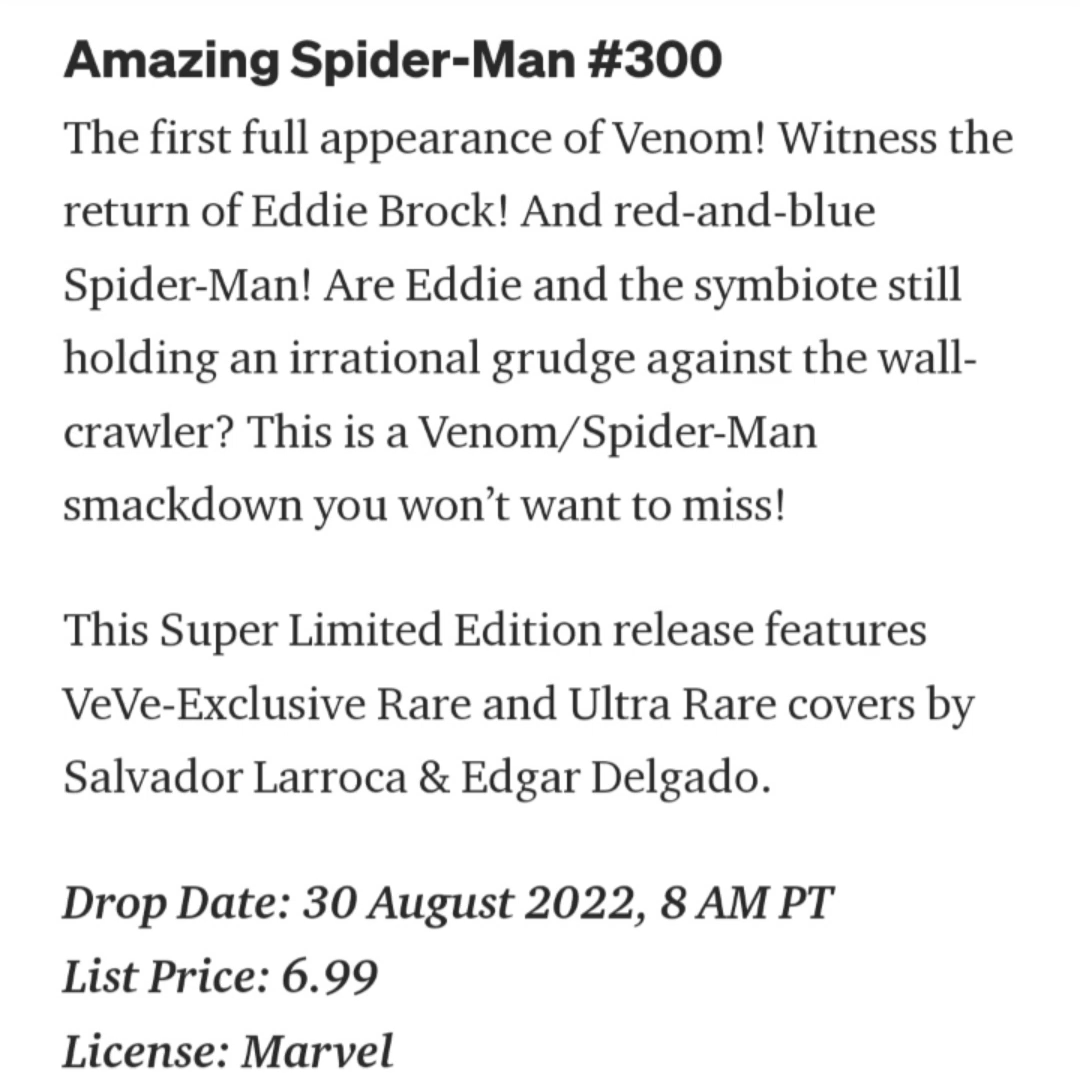 Amazing Spider-Man #300
The first full appearance of Venom! Witness the
return of Eddie Brock! And red-and-blue
Spider-Man! Are Eddie and the symbiote still
holding an irrational grudge against the wall-
crawler? This is a Venom/Spider-Man
smackdown you won’t want to miss!
This Super Limited Edition release features
VeVe-Exclusive Rare and Ultra Rare covers by
Salvador Larroca & Edgar Delgado.
Drop Date: 30 August 2022, 8 AM PT
List Price: 6.99
License: Marvel